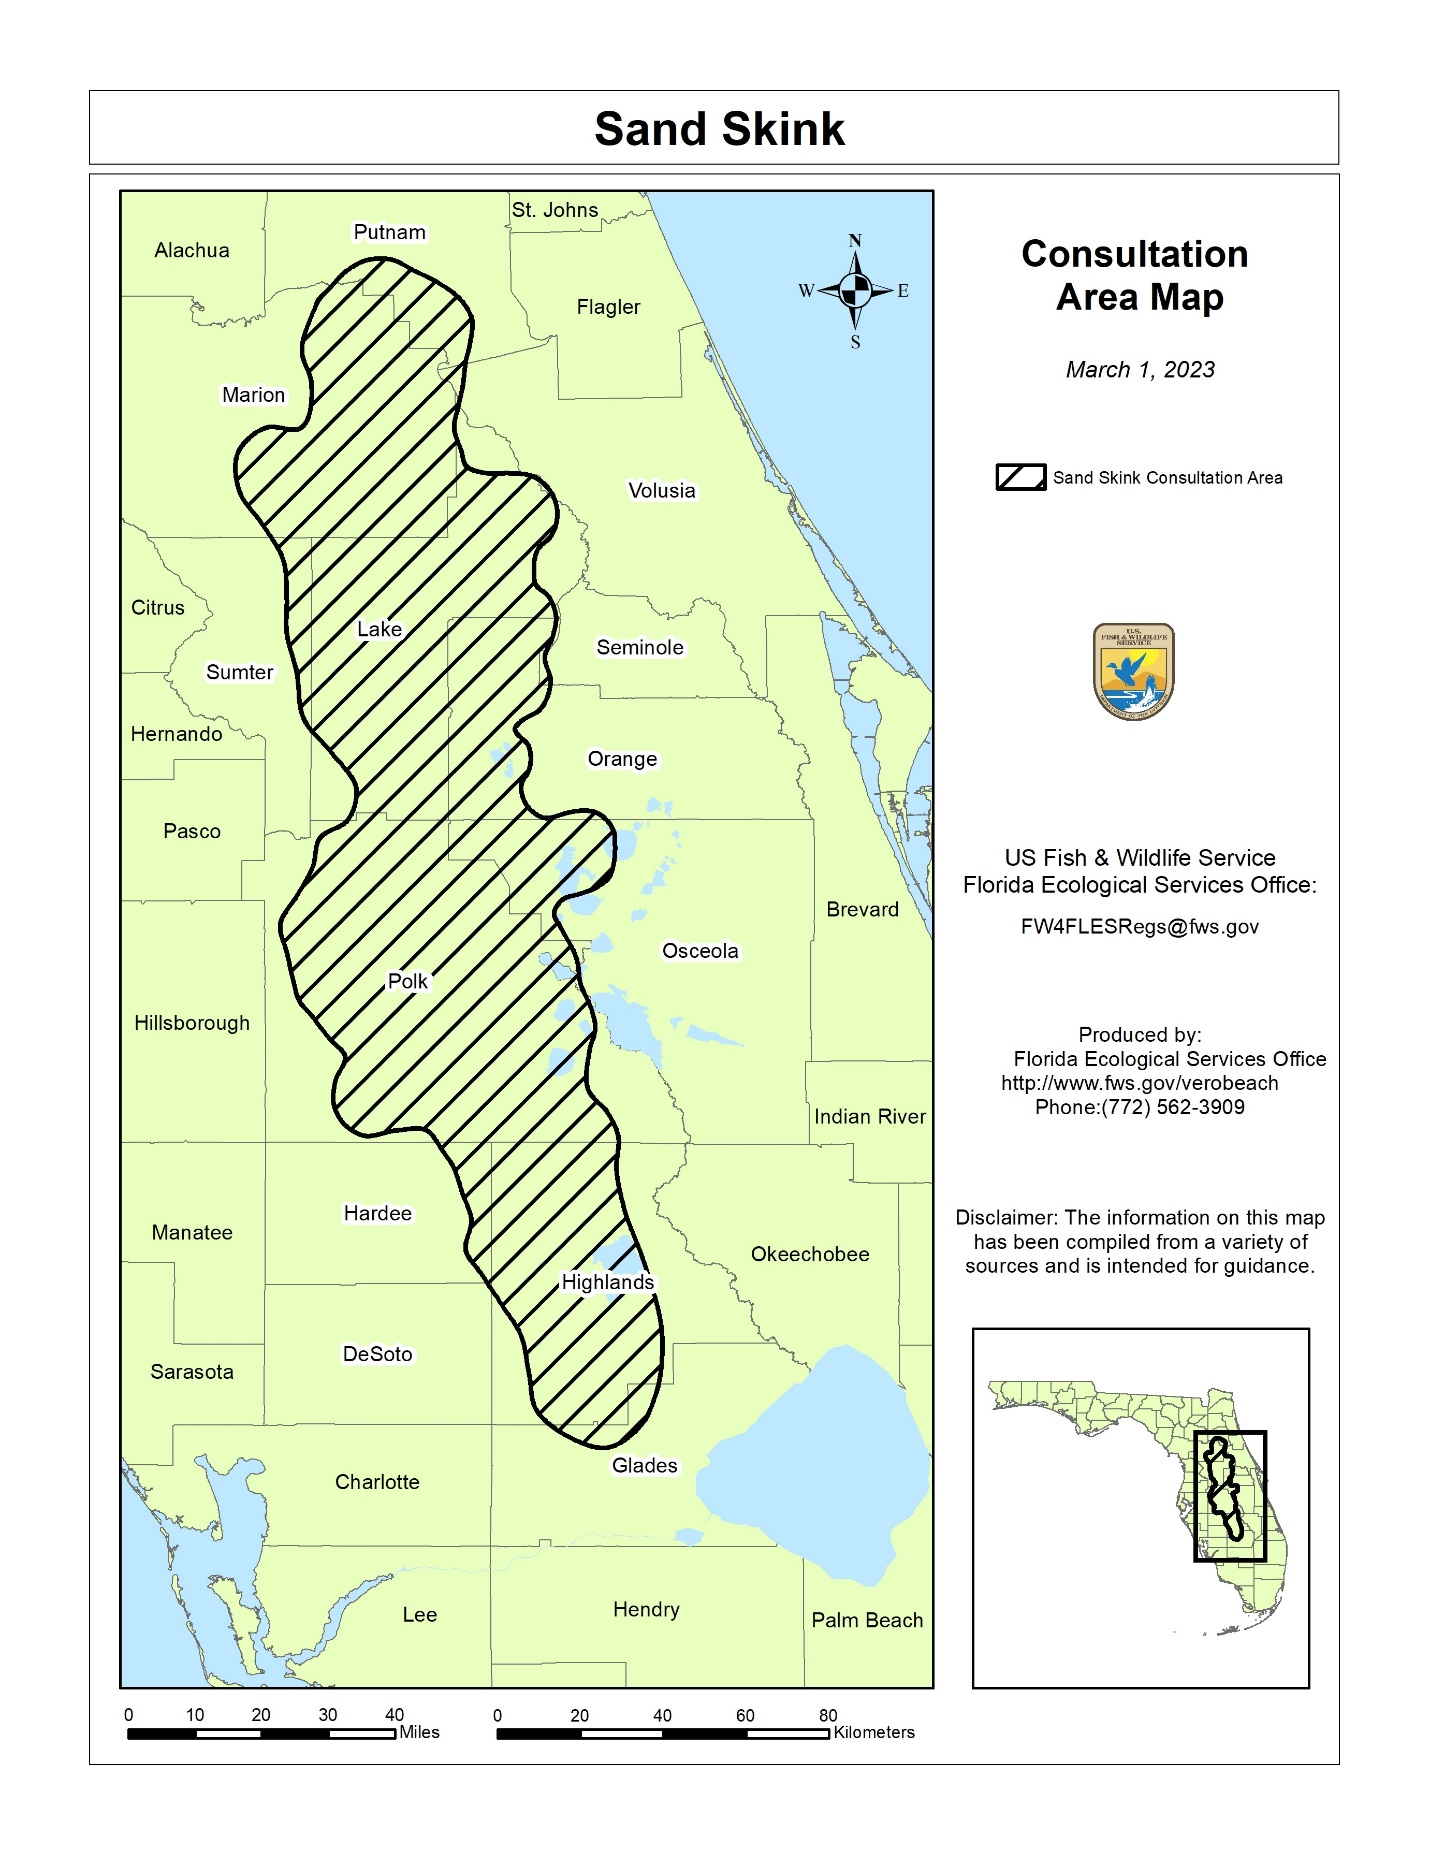 Sand Skink
St. Johns
Putnam
Alachua
Flagler
Marion
Volusia
Citrus
Lake
Seminole
Sumter
Hernando
Orange
Pasco
Brevard
Osceola
Polk
Hillsborough
Indian River
Hardee
Manatee
Okeechobee
Highlands
DeSoto
Sarasota
Glades
Charlotte
Hendry
Lee
Palm Beach
N
W
E
S
0 10 20 30 40
Miles
0 20 40 60 80
Kilometers
Consultation
Area Map
March 1, 2023
Sand Skink Consultation Area
U.S.
FISH & WILDLIFE
SERVICE
US Fish & Wildlife Service
Florida Ecological Services Office:
FW4FLESRegs@fws.gov
Produced by:
Florida Ecological Services Office
http://www.fws.gov/verobeach
Phone:(772) 562-3909
Disclaimer: The information on this map
has been compiled from a variety of
sources and is intended for guidance.